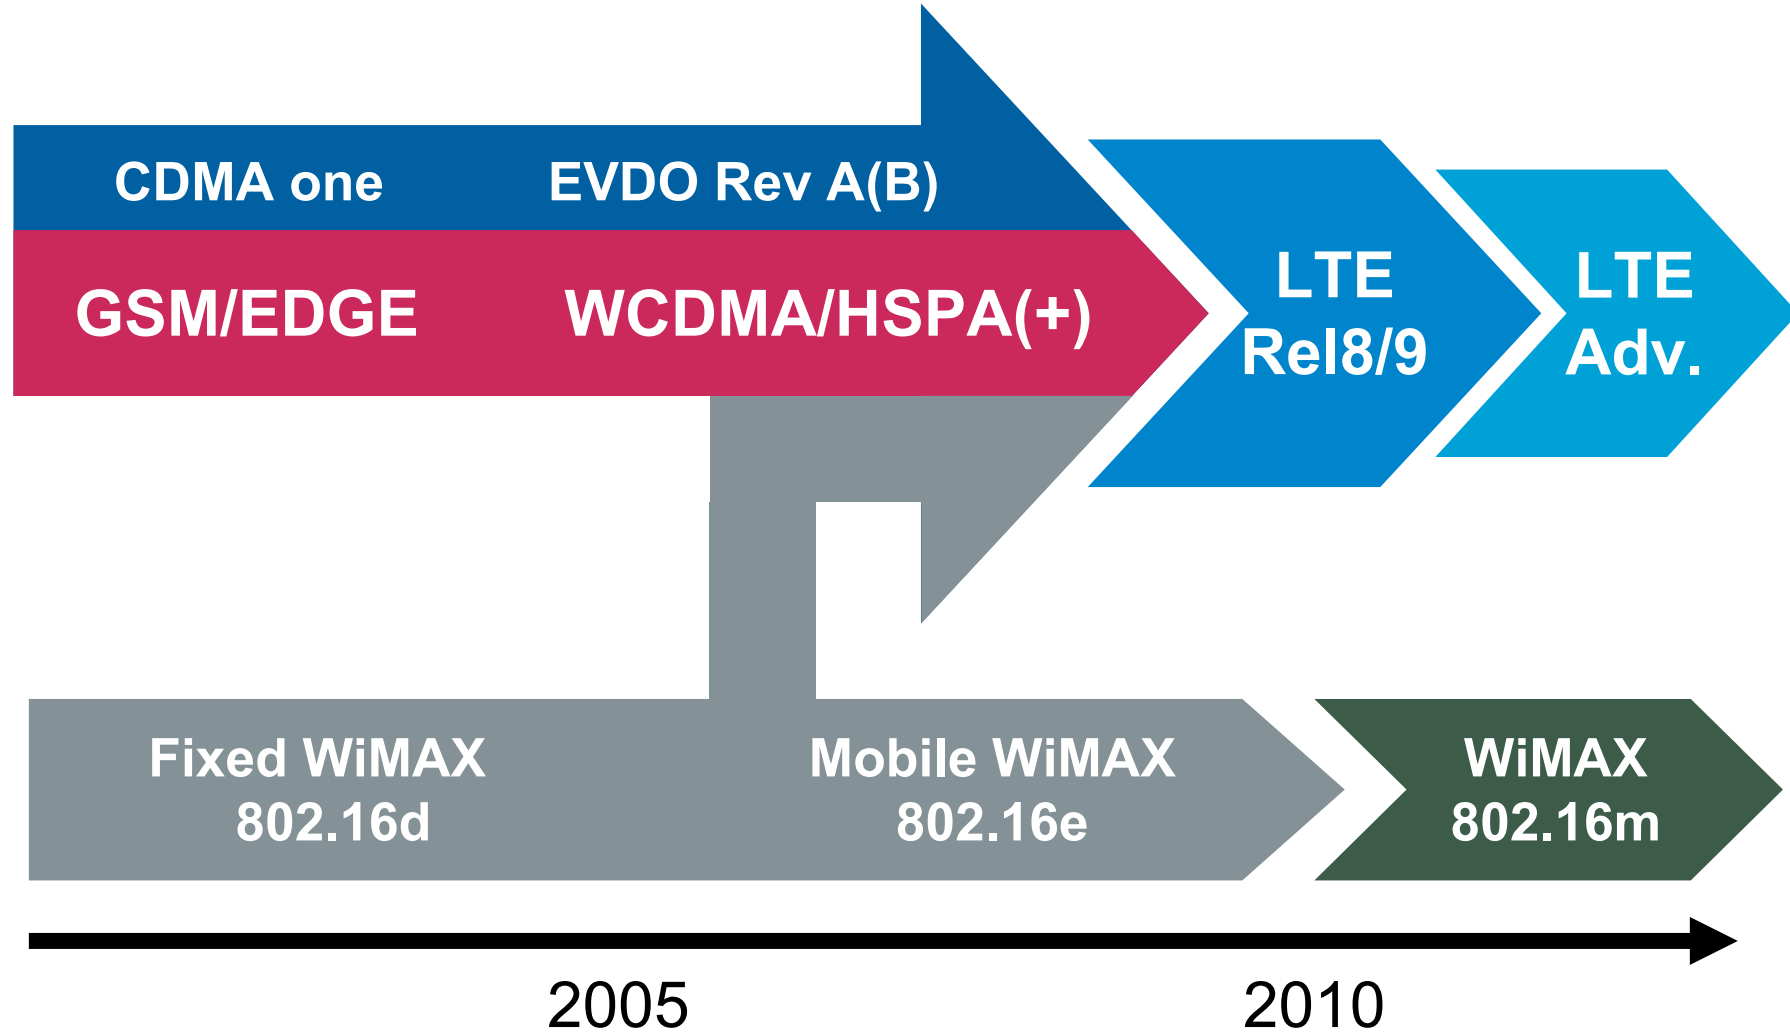 CDMA one
EVDO Rev A(B)
GSM/EDGE
WCDMA/HSPA(+)
LTE
Rel8/9
LTE
Adv.
Fixed WiMAX
802.16d
Mobile WiMAX
802.16e
WiMAX
802.16m
2005
2010